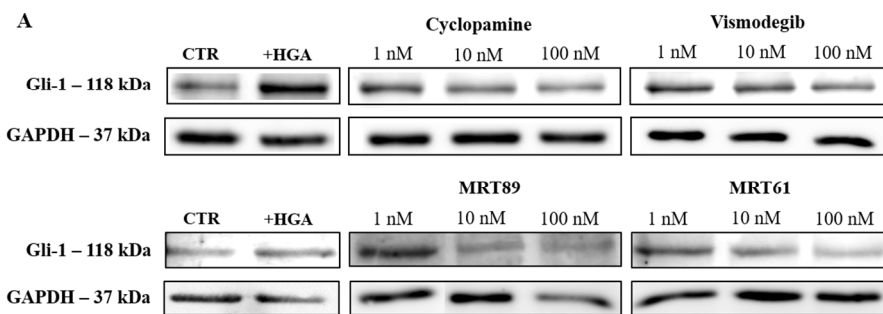 A
Cyclopamine
Vismodegib
CTR +HGA 1 nM 10 nM 100 nM 1 nM 10 nM 100 nM
Gli-1 – 118 kDa
GAPDH – 37 kDa
MRT89
MRT61
CTR +HGA 1 nM 10 nM 100 nM 1 nM 10 nM 100 nM
Gli-1 – 118 kDa
GAPDH – 37 kDa